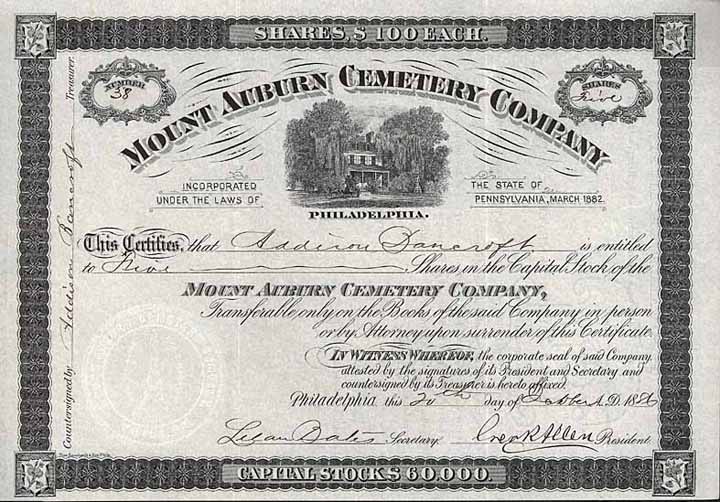 SHARES, $ 100 EACH.
NUMBER
38
SHARES
Five
MOUNT AUBURN CEMETERY COMPANY
INCORPORATED
UNDER THE LAWS OF
THE STATE OF
PENNSYLVANIA, MARCH 1882.
PHILADELPHIA.
This Certifies, that Addison Bancroft is entitled
to Five Shares, in the Capital Stock of the
MOUNT AUBURN CEMETERY COMPANY,
Transferable, only on the Books of the said Company in person
or by Attorney upon surrender of this Certificate.
IN WITNESS WHEREOF, the corporate seal of said Company
attested by the signatures of its President and Secretary and
countersigned by its Treasurer is hereto affixed.
Philadelphia this 20th day of A.D. 18
Bates Secretary. Allen President.
Countersigned by Addison Bancroft Treasurer.
CAPITAL STOCK $ 60,000.